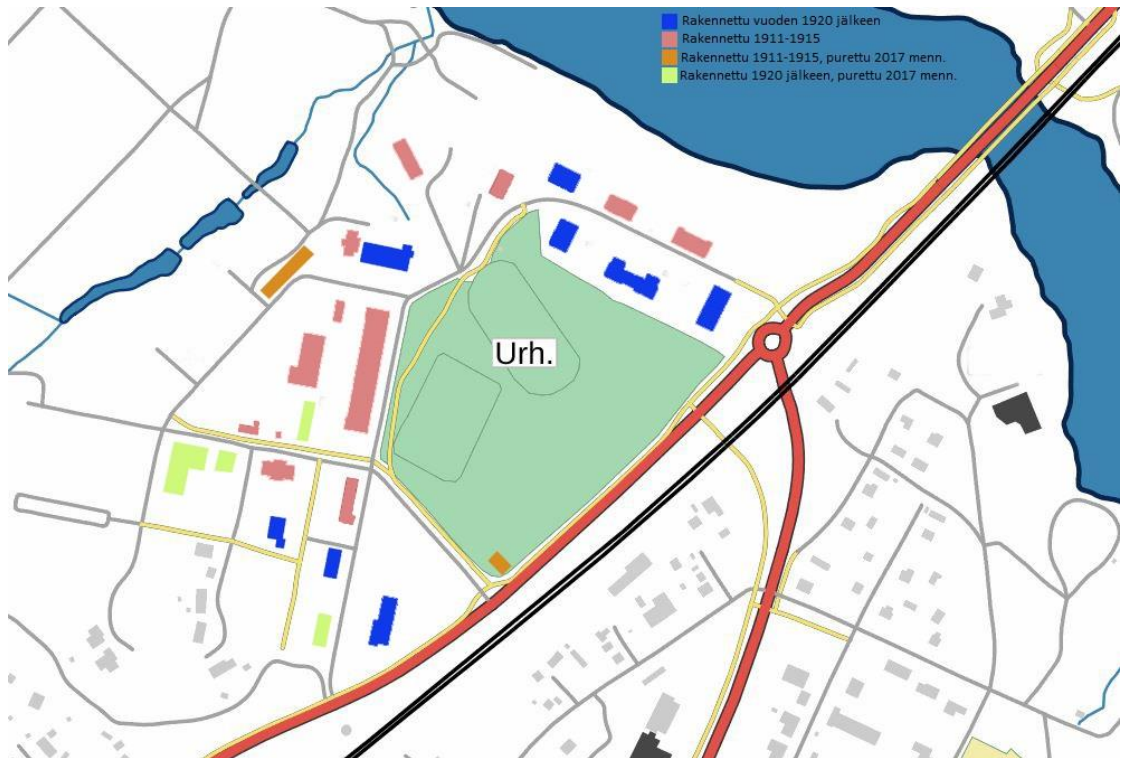 Rakennettu vuoden 1920 jälkeen
Rakennettu 1911-1915
Rakennettu 1911-1915, purettu 2017 menn.
Rakennettu 1920 jälkeen, purettu 2017 menn.
Urh.